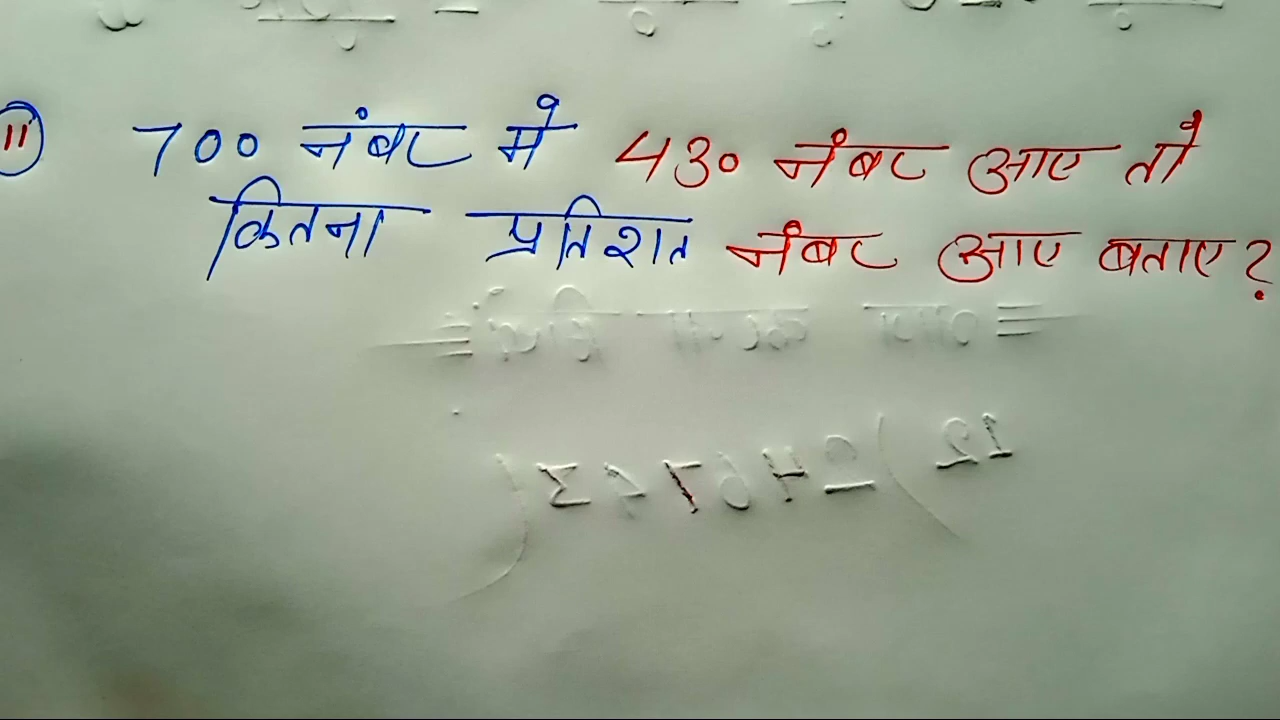 11 700 नंबर मे 430 नंबर आए तो
कितना प्रतिशत नंबर आए बताए?